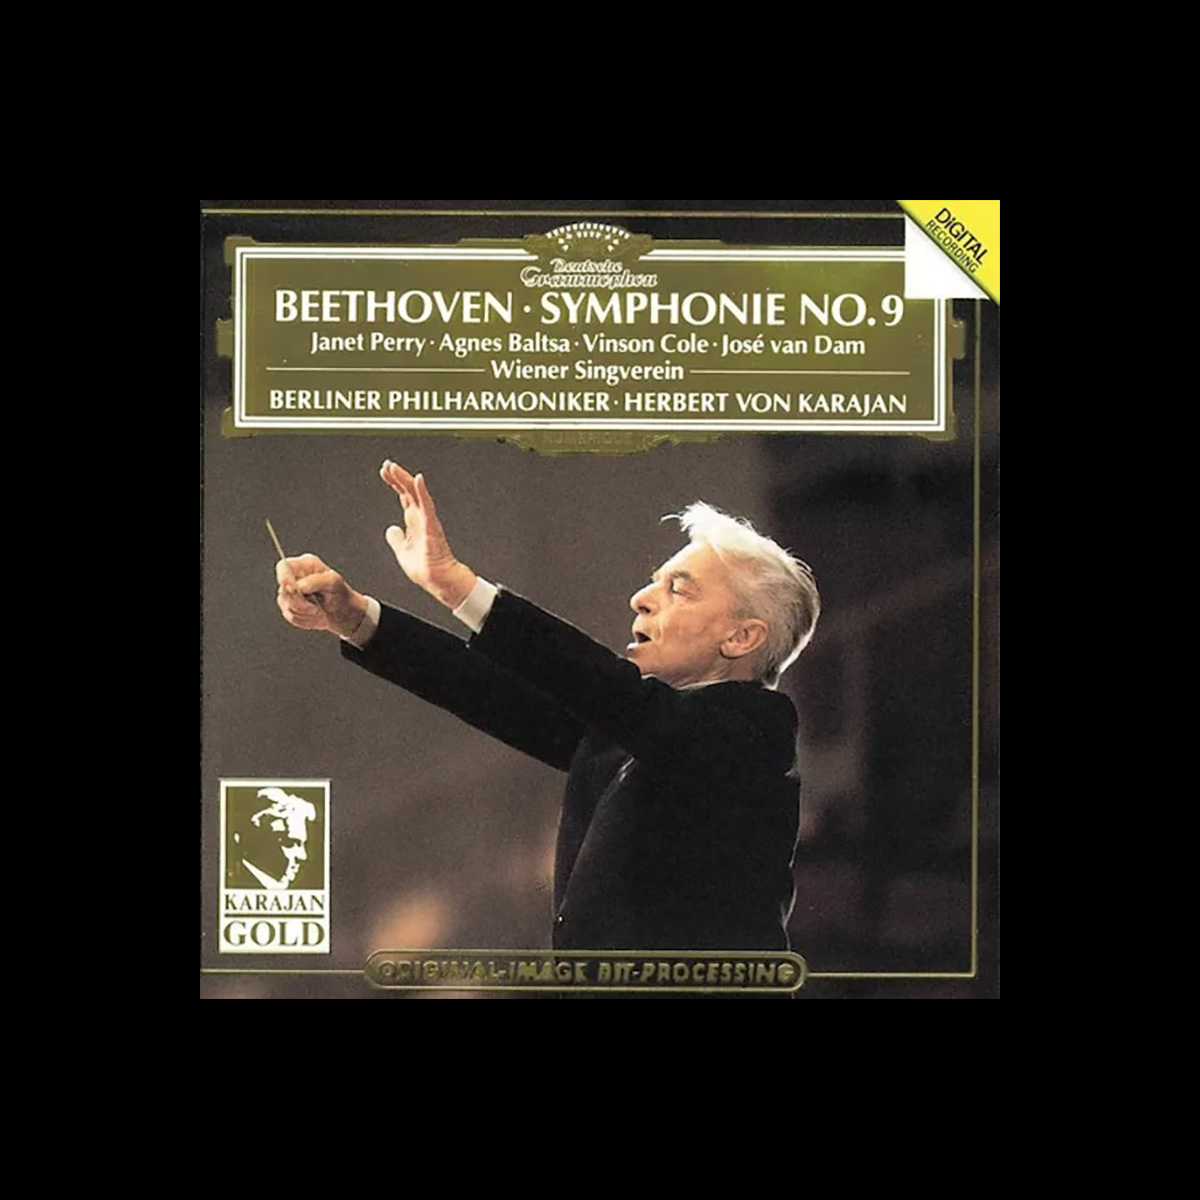 DIGITAL
RECORDING
Deutsche
Grammophon
BEETHOVEN · SYMPHONIE NO. 9
Janet Perry · Agnes Baltsa · Vinson Cole · José van Dam
Wiener Singverein
BERLINER PHILHARMONIKER · HERBERT VON KARAJAN
NUMÉRIQUE
KARAJAN
GOLD
ORIGINAL-IMAGE BIT-PROCESSING